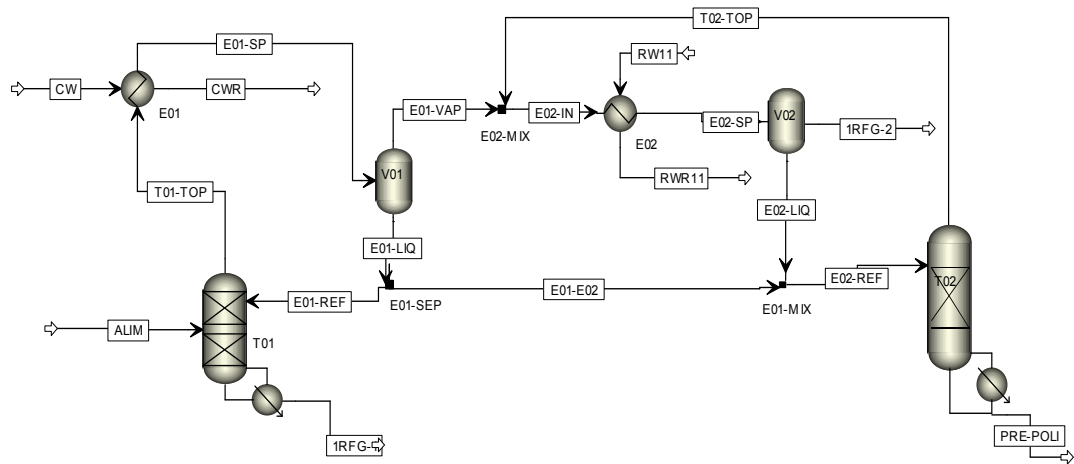 T02-TOP
E01-SP
RW11
CW
CWR
E01
E01-VAP
E02-IN
E02-MIX
E02
E02-SP
V02
1RFG-2
V01
RWR11
T01-TOP
E02-LIQ
E01-LIQ
E02-REF
T02
E01-E02
E01-REF
E01-SEP
E01-MIX
ALIM
T01
PRE-POLI